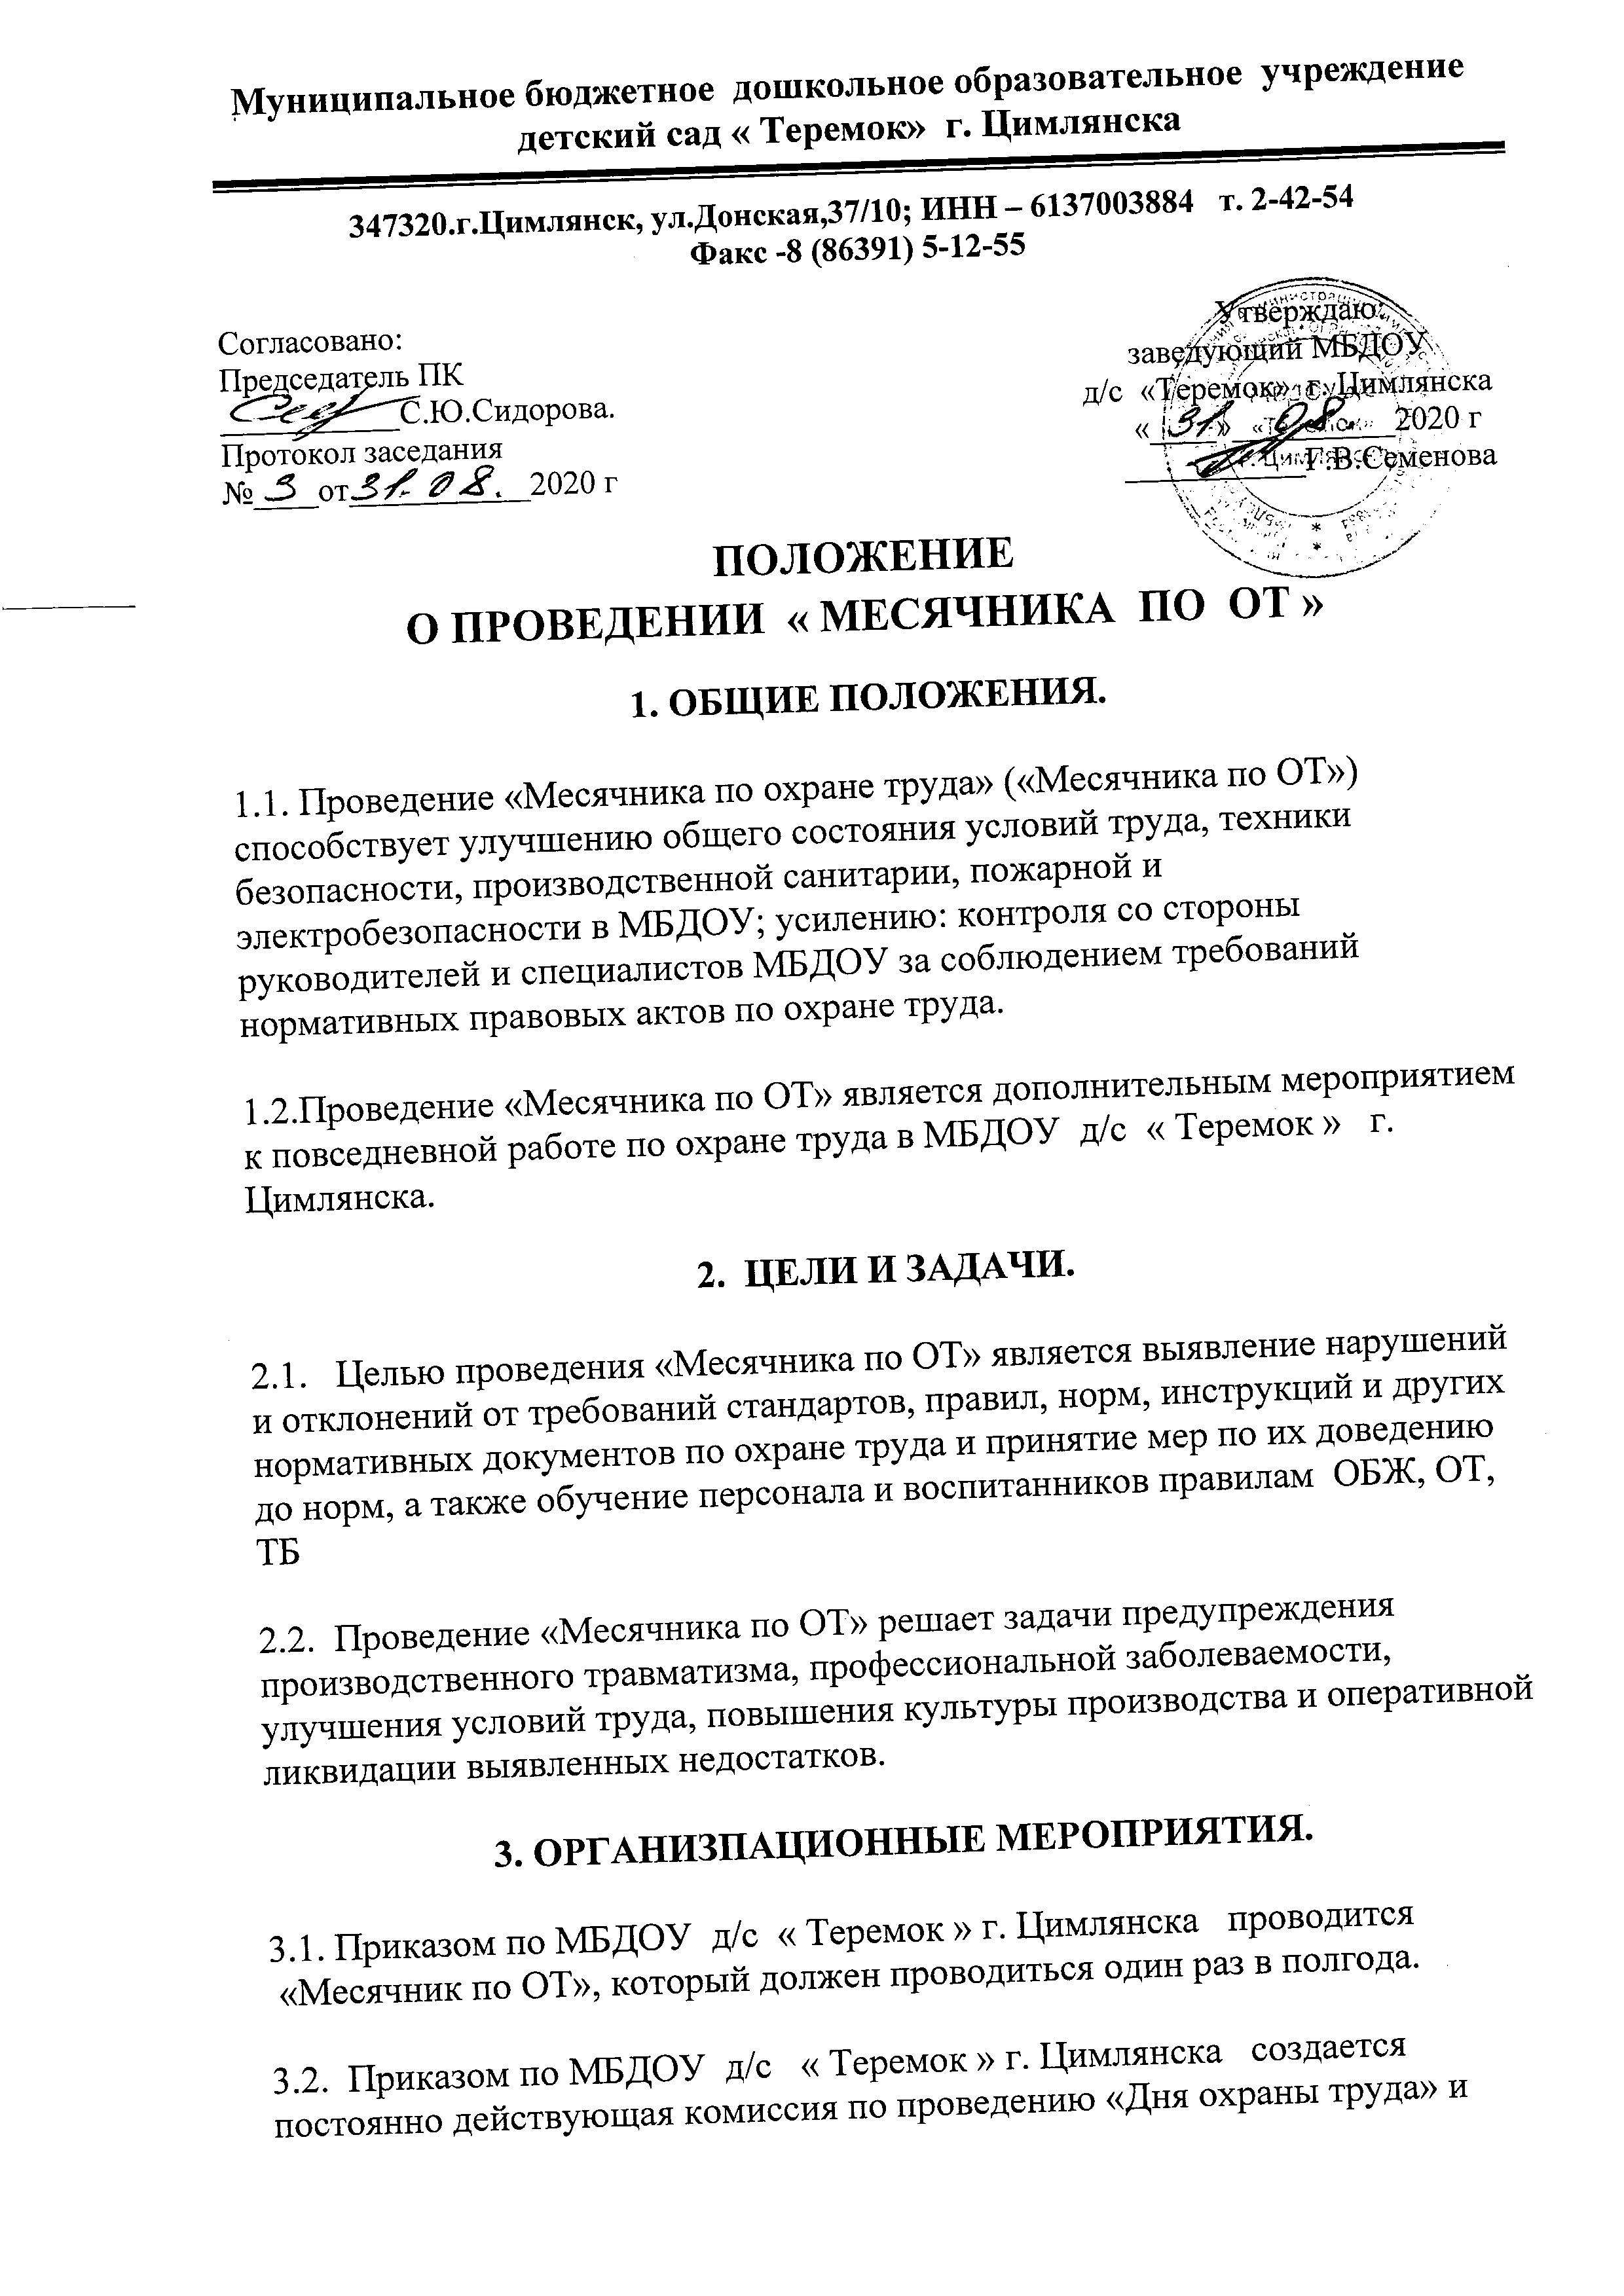 Муниципальное бюджетное дошкольное образовательное учреждение
детский сад « Теремок» г. Цимлянска
347320.г.Цимлянск, ул.Донская,37/10; ИНН – 6137003884 т. 2-42-54
Факс -8 (86391) 5-12-55
Согласовано:
Председатель ПК
____________С.Ю.Сидорова.
Протокол заседания
№ 3 от 31.08. 2020 г
Утверждаю:
заведующий МБДОУ
д/с «Теремок» г. Цимлянска
« 31 » 08. 2020 г
____________Г.В.Семенова
ПОЛОЖЕНИЕ
О ПРОВЕДЕНИИ « МЕСЯЧНИКА ПО ОТ »
1. ОБЩИЕ ПОЛОЖЕНИЯ.
1.1. Проведение «Месячника по охране труда» («Месячника по ОТ»)
способствует улучшению общего состояния условий труда, техники
безопасности, производственной санитарии, пожарной и
электробезопасности в МБДОУ; усилению: контроля со стороны
руководителей и специалистов МБДОУ за соблюдением требований
нормативных правовых актов по охране труда.
1.2.Проведение «Месячника по ОТ» является дополнительным мероприятием
к повседневной работе по охране труда в МБДОУ д/с « Теремок » г.
Цимлянска.
2. ЦЕЛИ И ЗАДАЧИ.
2.1. Целью проведения «Месячника по ОТ» является выявление нарушений
и отклонений от требований стандартов, правил, норм, инструкций и других
нормативных документов по охране труда и принятие мер по их доведению
до норм, а также обучение персонала и воспитанников правилам ОБЖ, ОТ,
ТБ
2.2. Проведение «Месячника по ОТ» решает задачи предупреждения
производственного травматизма, профессиональной заболеваемости,
улучшения условий труда, повышения культуры производства и оперативной
ликвидации выявленных недостатков.
3. ОРГАНИЗПАЦИОННЫЕ МЕРОПРИЯТИЯ.
3.1. Приказом по МБДОУ д/с « Теремок » г. Цимлянска проводится
«Месячник по ОТ», который должен проводиться один раз в полгода.
3.2. Приказом по МБДОУ д/с « Теремок » г. Цимлянска создается
постоянно действующая комиссия по проведению «Дня охраны труда» и